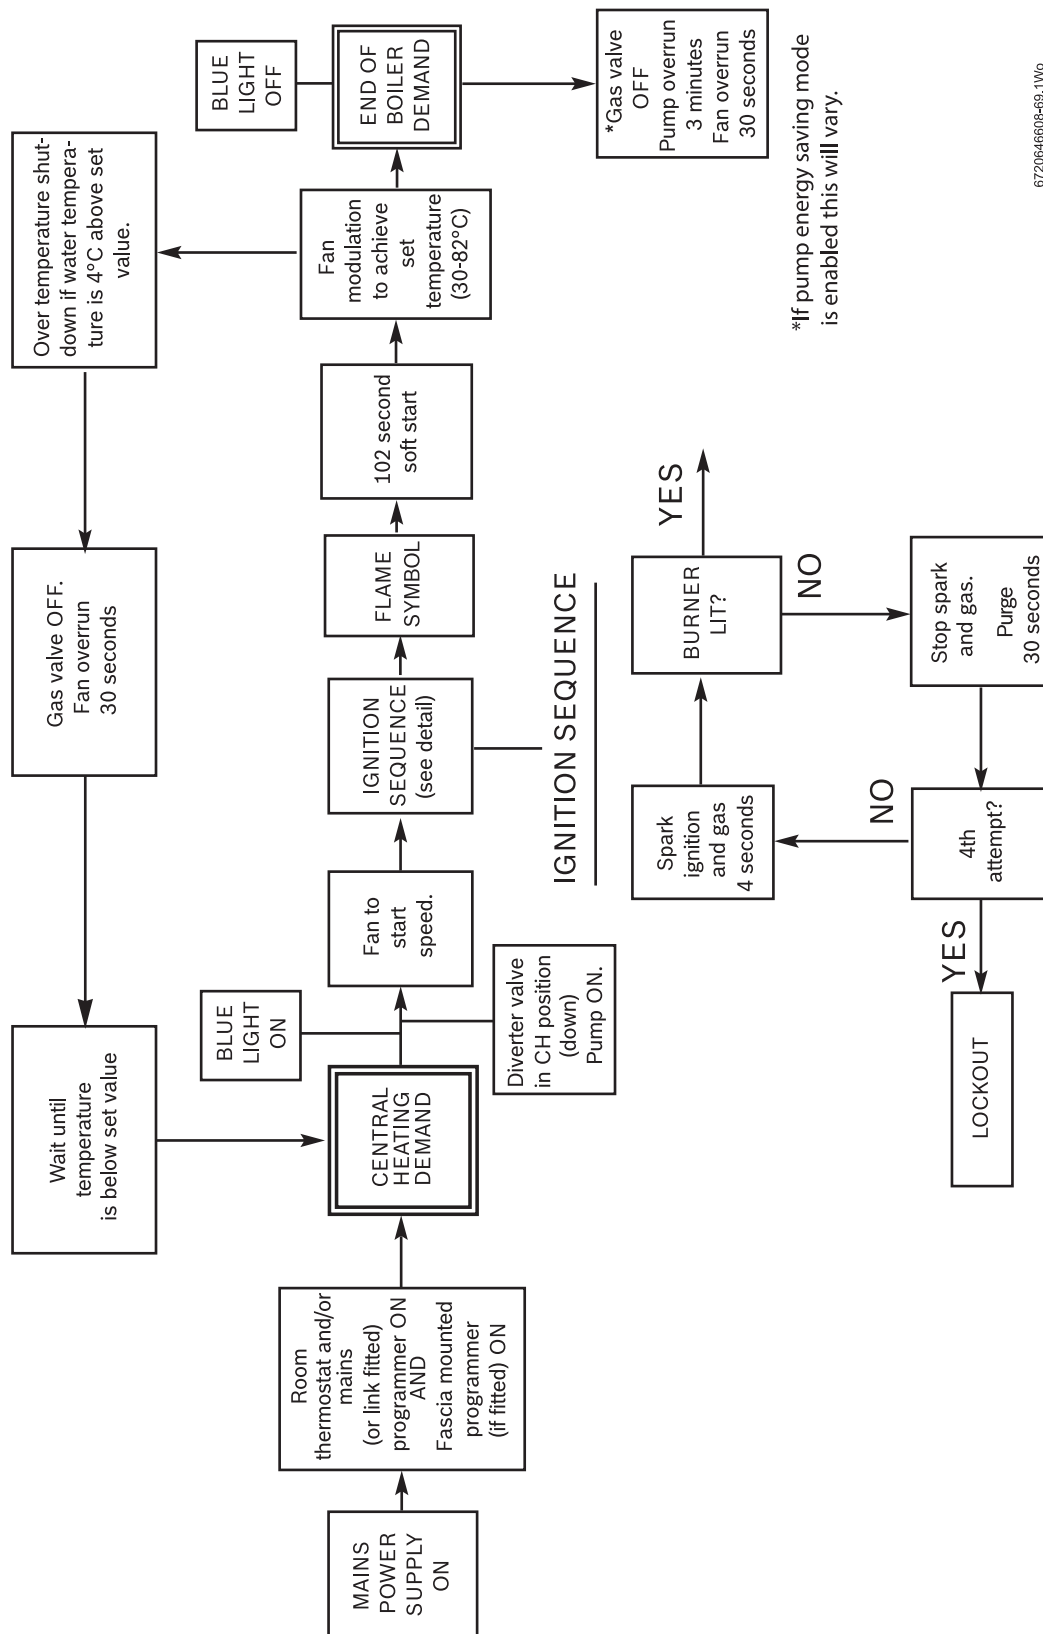 Over temperature shut-
down if water tempera-
ture is 4°C above set
value.
Gas valve OFF.
Fan overrun
30 seconds
Wait until
temperature
is below set value
MAINS
POWER
SUPPLY
ON
Room
thermostat and/or
mains
(or link fitted)
programmer ON
AND
Fascia mounted
programmer
(if fitted) ON
CENTRAL
HEATING
DEMAND
BLUE
LIGHT
ON
Diverter valve
in CH position
(down)
Pump ON.
Fan to
start
speed.
IGNITION
SEQUENCE
(see detail)
FLAME
SYMBOL
102 second
soft start
Fan
modulation
to achieve
set
temperature
(30-82°C)
BLUE
LIGHT
OFF
END OF
BOILER
DEMAND
*Gas valve
OFF
Pump overrun
3 minutes
Fan overrun
30 seconds
*If pump energy saving mode
is enabled this will vary.
IGNITION SEQUENCE
Spark
ignition
and gas
4 seconds
BURNER
LIT?
YES
NO
Stop spark
and gas.
Purge
30 seconds
4th
attempt?
NO
YES
LOCKOUT
6720646608-69.1Wo